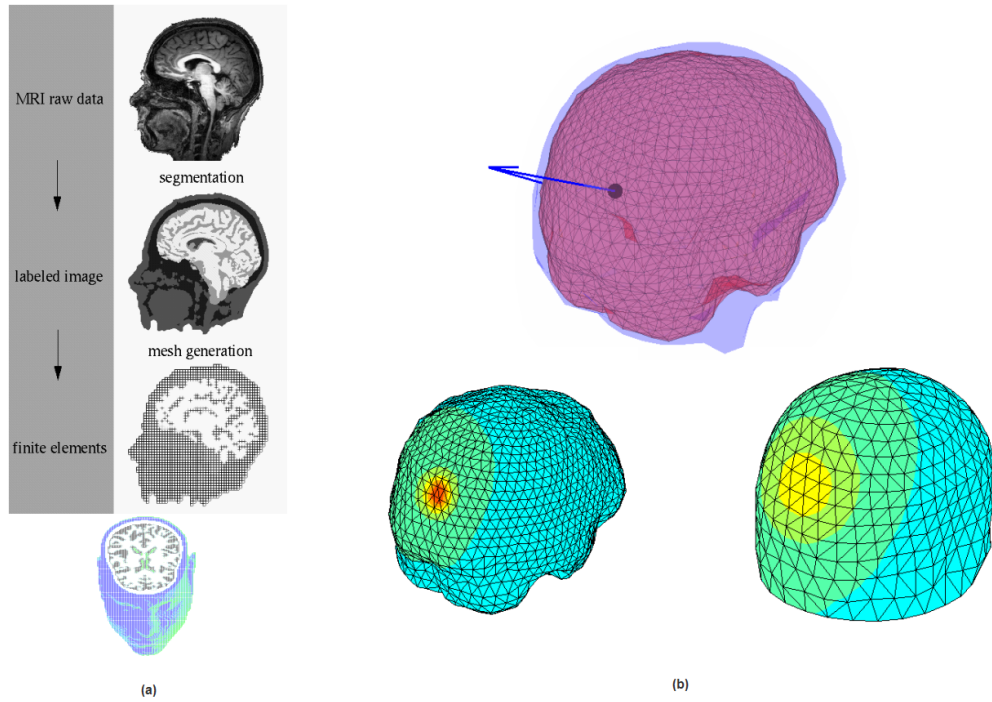 MRI raw data
segmentation
labeled image
mesh generation
finite elements
(a)
(b)